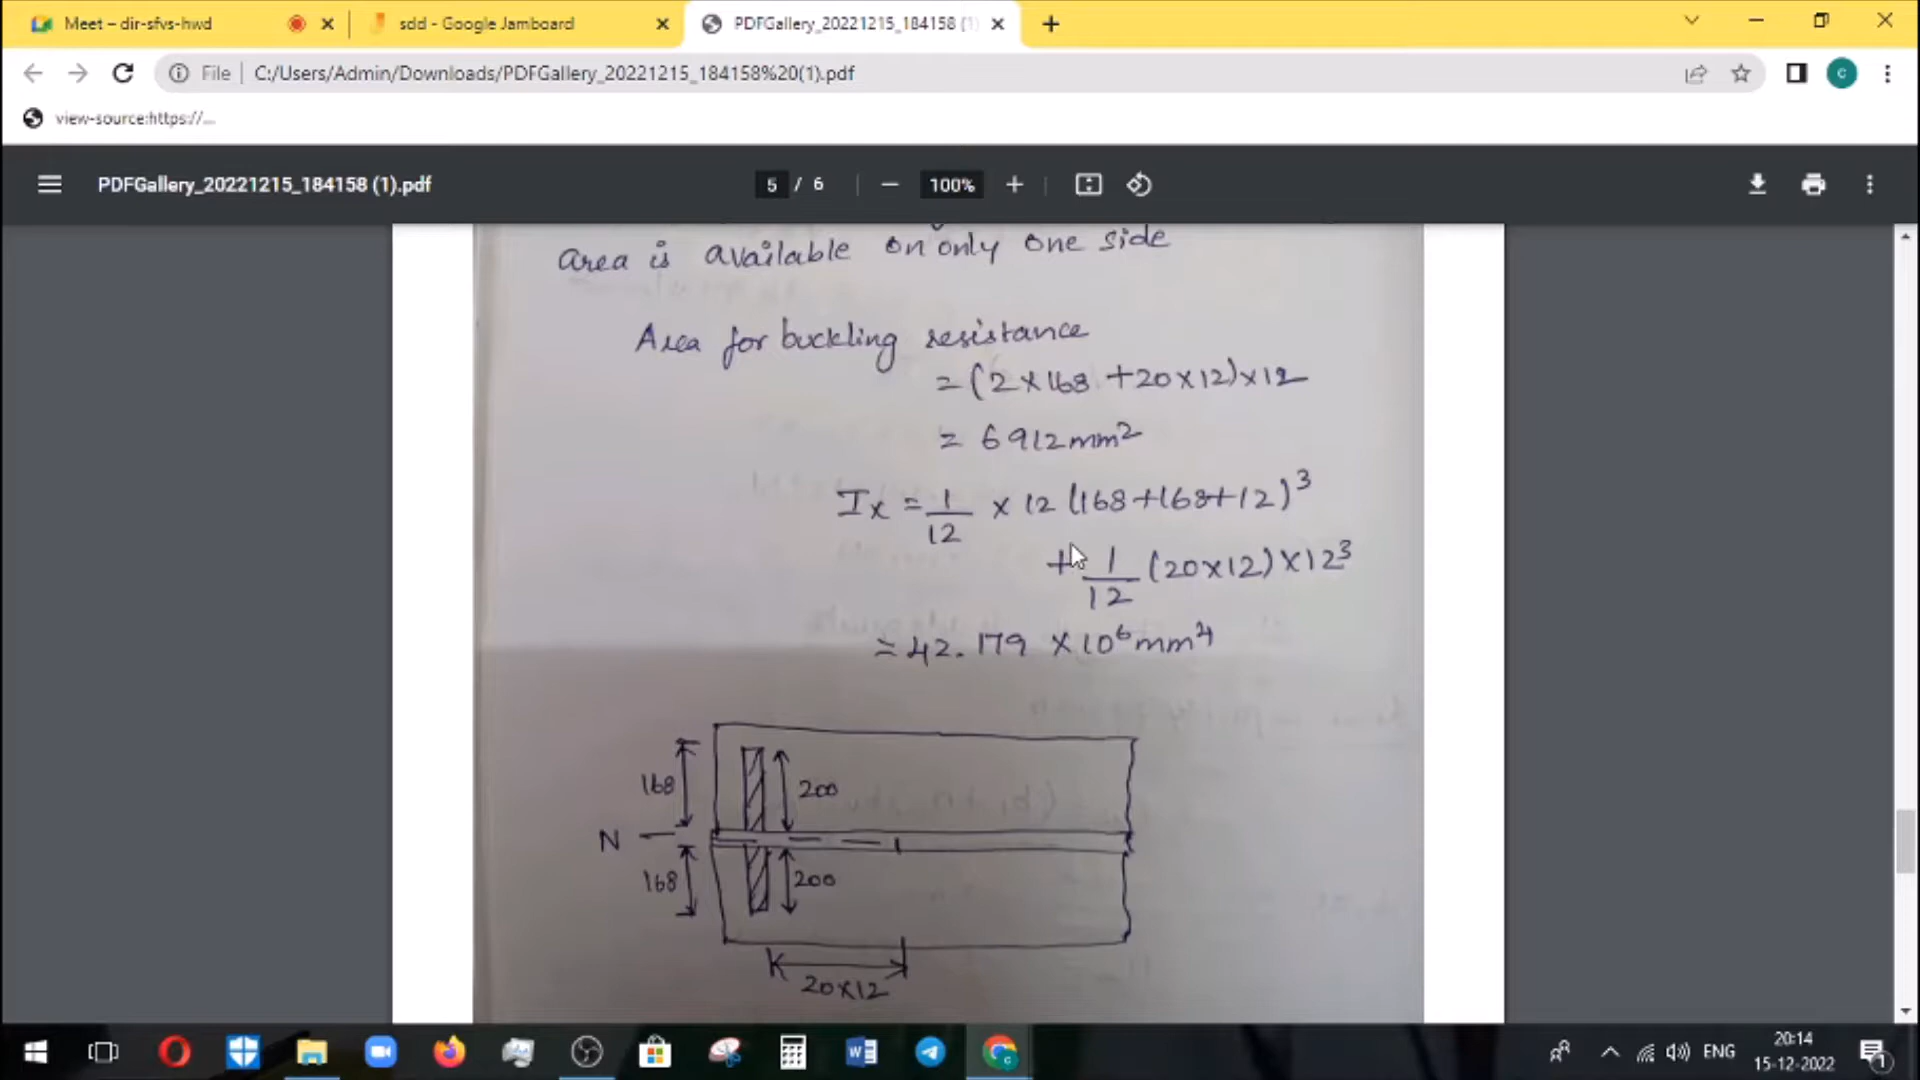 Meet – dir-sfvs-hwd
sdd - Google Jamboard
PDFGallery_20221215_184158 (1)
File
C:/Users/Admin/Downloads/PDFGallery_20221215_184158%20(1).pdf
C
view-source:https://...
PDFGallery_20221215_184158 (1).pdf
5 / 6
100%
area is available on only one side
Area for buckling resistance
= (2×168 + 20×12)×12
= 6912 mm²
Ix = 1/12 × 12 (168+168+12)³
+ 1/12 (20×12) × 12³
= 42.179 × 10⁶ mm⁴
168
200
N
168
200
20×12
ENG
20:14
15-12-2022
1